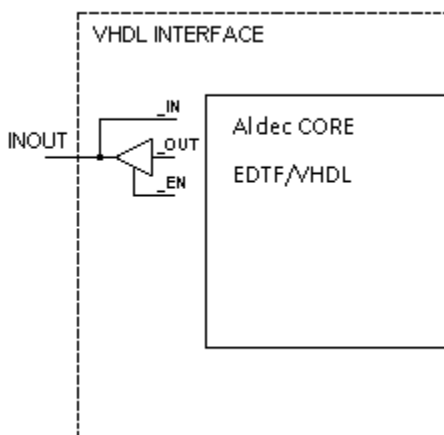 VHDL INTERFACE
_IN
Aldec CORE
INOUT
_OUT
EDTF/VHDL
_EN